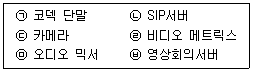 ㉠ 코덱 단말 ㉡ SIP서버
㉢ 카메라 ㉣ 비디오 메트릭스
㉤ 오디오 믹서 ㉥ 영상회의서버